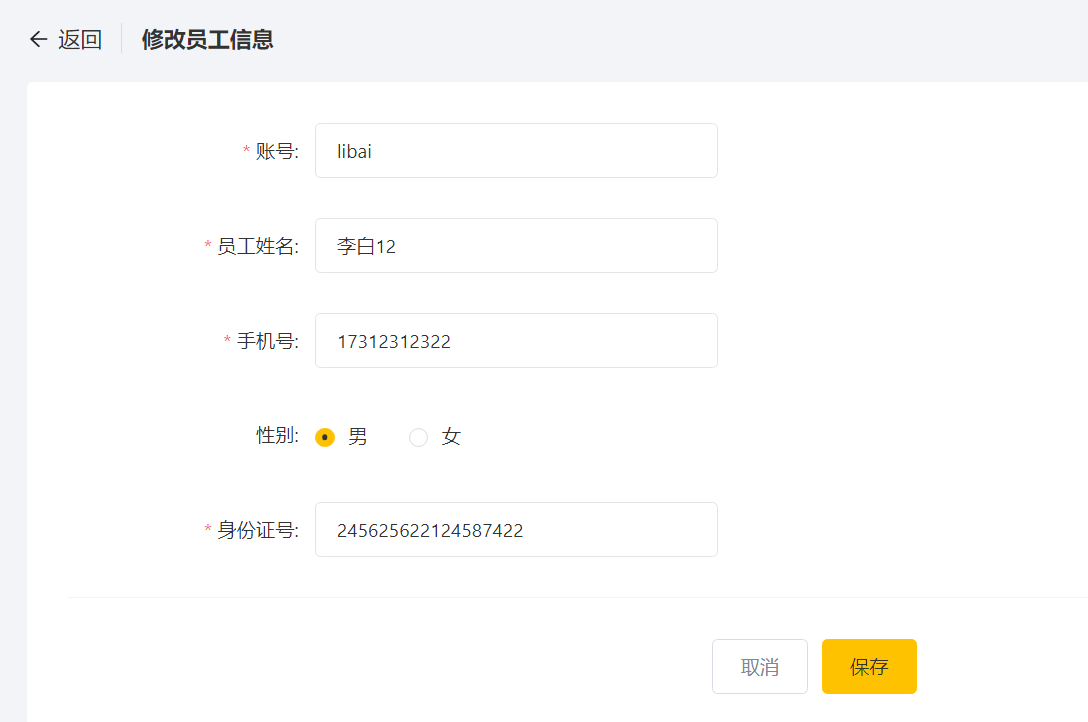 返回 修改员工信息
* 账号: libai
* 员工姓名: 李白12
* 手机号: 17312312322
性别: 男 女
* 身份证号: 245625622124587422
取消 保存